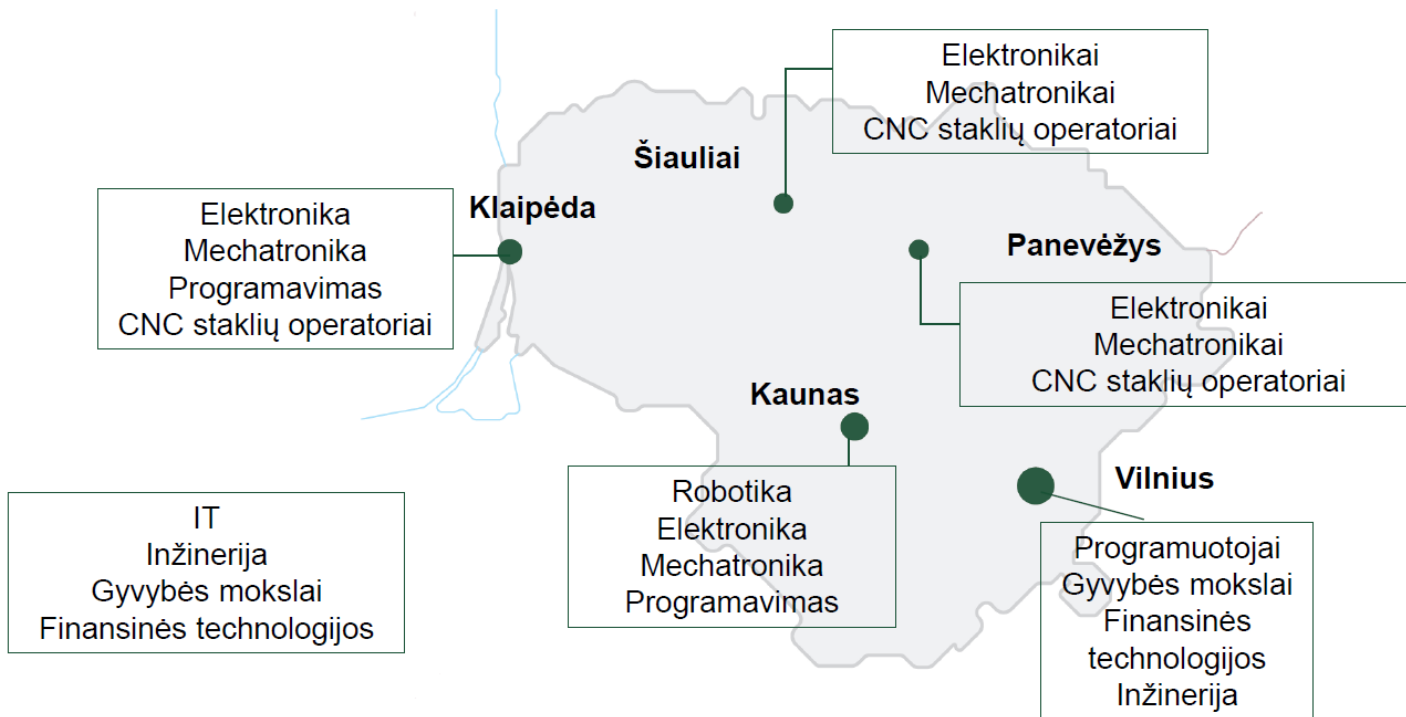 Elektronikai
Mechatronikai
CNC staklių operatoriai
Šiauliai
Klaipėda
Elektronika
Mechatronika
Programavimas
CNC staklių operatoriai
Panevėžys
Elektronikai
Mechatronikai
CNC staklių operatoriai
Kaunas
Robotika
Elektronika
Mechatronika
Programavimas
Vilnius
Programuotojai
Gyvybės mokslai
Finansinės
technologijos
Inžinerija
IT
Inžinerija
Gyvybės mokslai
Finansinės technologijos